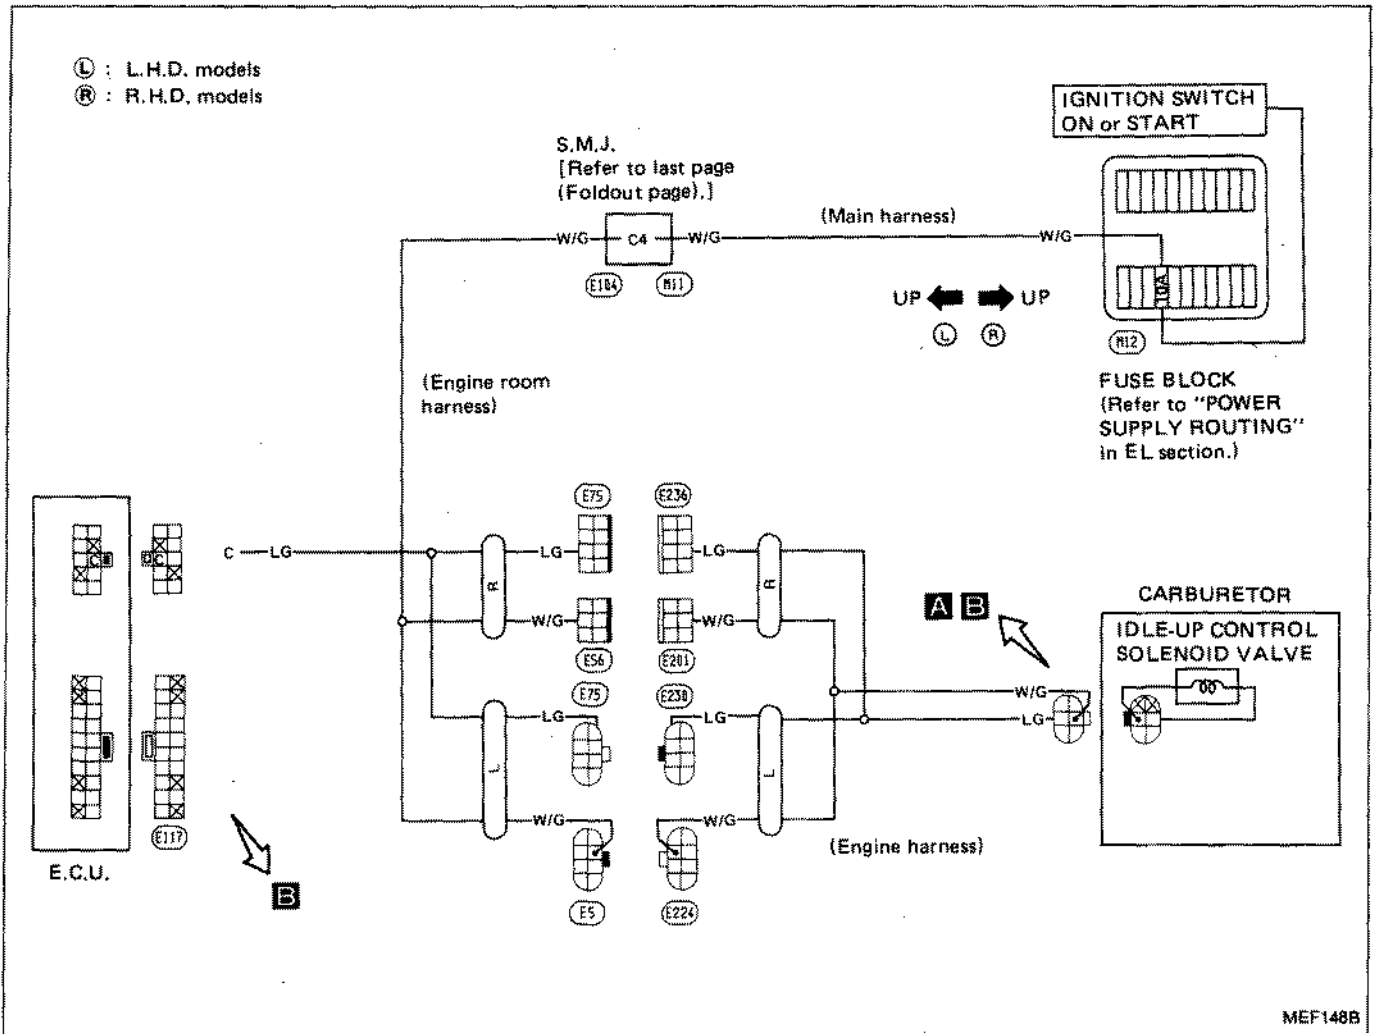 Ⓛ : L.H.D. models
Ⓡ : R.H.D. models
IGNITION SWITCH
ON or START
S.M.J.
[Refer to last page
(Foldout page).]
(Main harness)
W/G C4 W/G W/G
E104 M11
10A
UP UP
Ⓛ Ⓡ
M12
FUSE BLOCK
(Refer to "POWER
SUPPLY ROUTING"
in EL section.)
(Engine room
harness)
E75 E236
C C C LG LG LG
R R
W/G W/G
E56 E201
E75 E238
LG LG
L L
W/G W/G
E5 E224
A B
CARBURETOR
IDLE-UP CONTROL
SOLENOID VALVE
W/G
LG
(Engine harness)
E117
E.C.U.
B
MEF148B